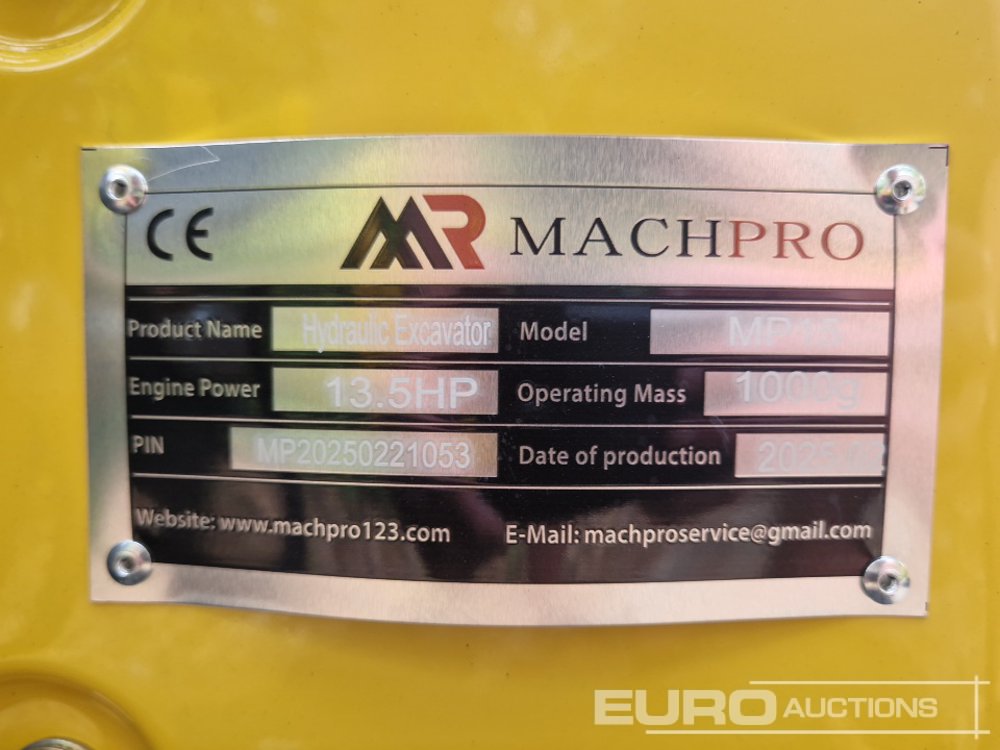 CE MR MACHPRO
Product Name Hydraulic Excavator Model
Engine Power 13.5HP Operating Mass 1000g
PIN MP20250221053 Date of production
Website: www.machpro123.com E-Mail: machproservice@gmail.com
EURO AUCTIONS